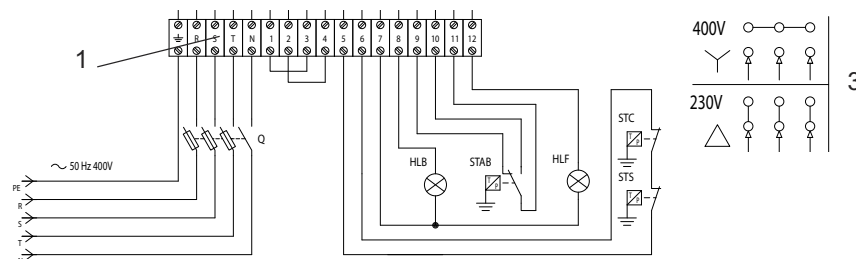 R S T N 1 2 3 4 5 6 7 8 9 10 11 12
1
400V
3
230V
Q
50 Hz 400V
PE
R
S
T
HLB
STAB
HLF
STC
STS
T P
T P
T P